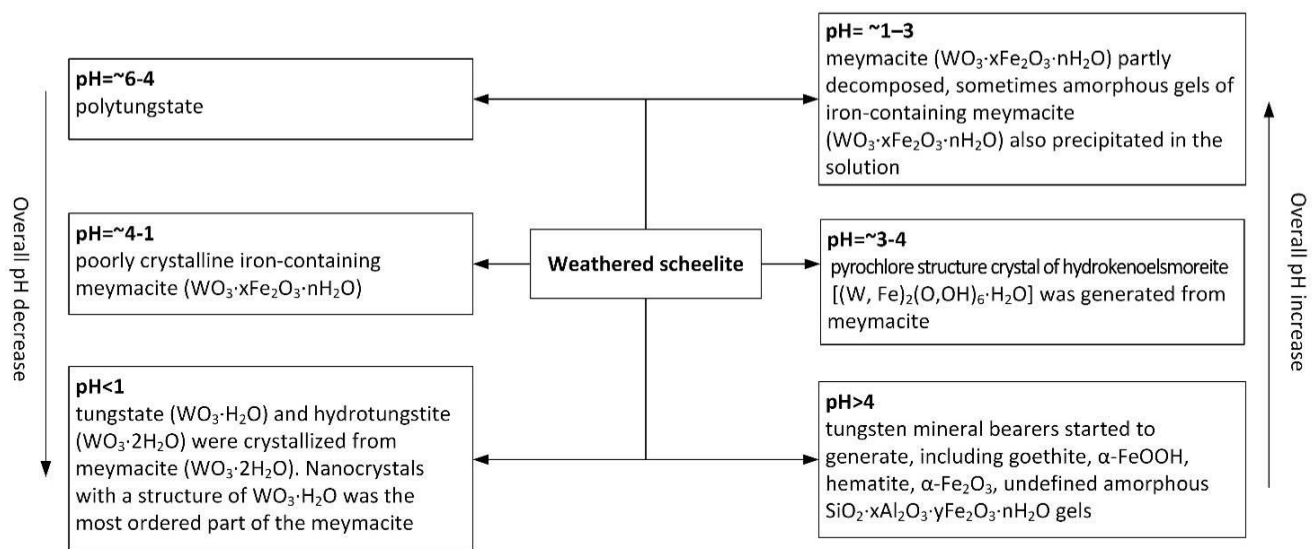 Overall pH decrease
pH=~6-4
polytungstate
pH=~4-1
poorly crystalline iron-containing
meymacite (WO₃·xFe₂O₃·nH₂O)
pH<1
tungstate (WO₃·H₂O) and hydrotungstite
(WO₃·2H₂O) were crystallized from
meymacite (WO₃·2H₂O). Nanocrystals
with a structure of WO₃·H₂O was the
most ordered part of the meymacite
Weathered scheelite
pH= ~1–3
meymacite (WO₃·xFe₂O₃·nH₂O) partly
decomposed, sometimes amorphous gels of
iron-containing meymacite
(WO₃·xFe₂O₃·nH₂O) also precipitated in the
solution
pH=~3-4
pyrochlore structure crystal of hydrokenoelsmoreite
[(W, Fe)₂(O,OH)₆·H₂O] was generated from
meymacite
pH>4
tungsten mineral bearers started to
generate, including goethite, α-FeOOH,
hematite, α-Fe₂O₃, undefined amorphous
SiO₂·xAl₂O₃·yFe₂O₃·nH₂O gels
Overall pH increase